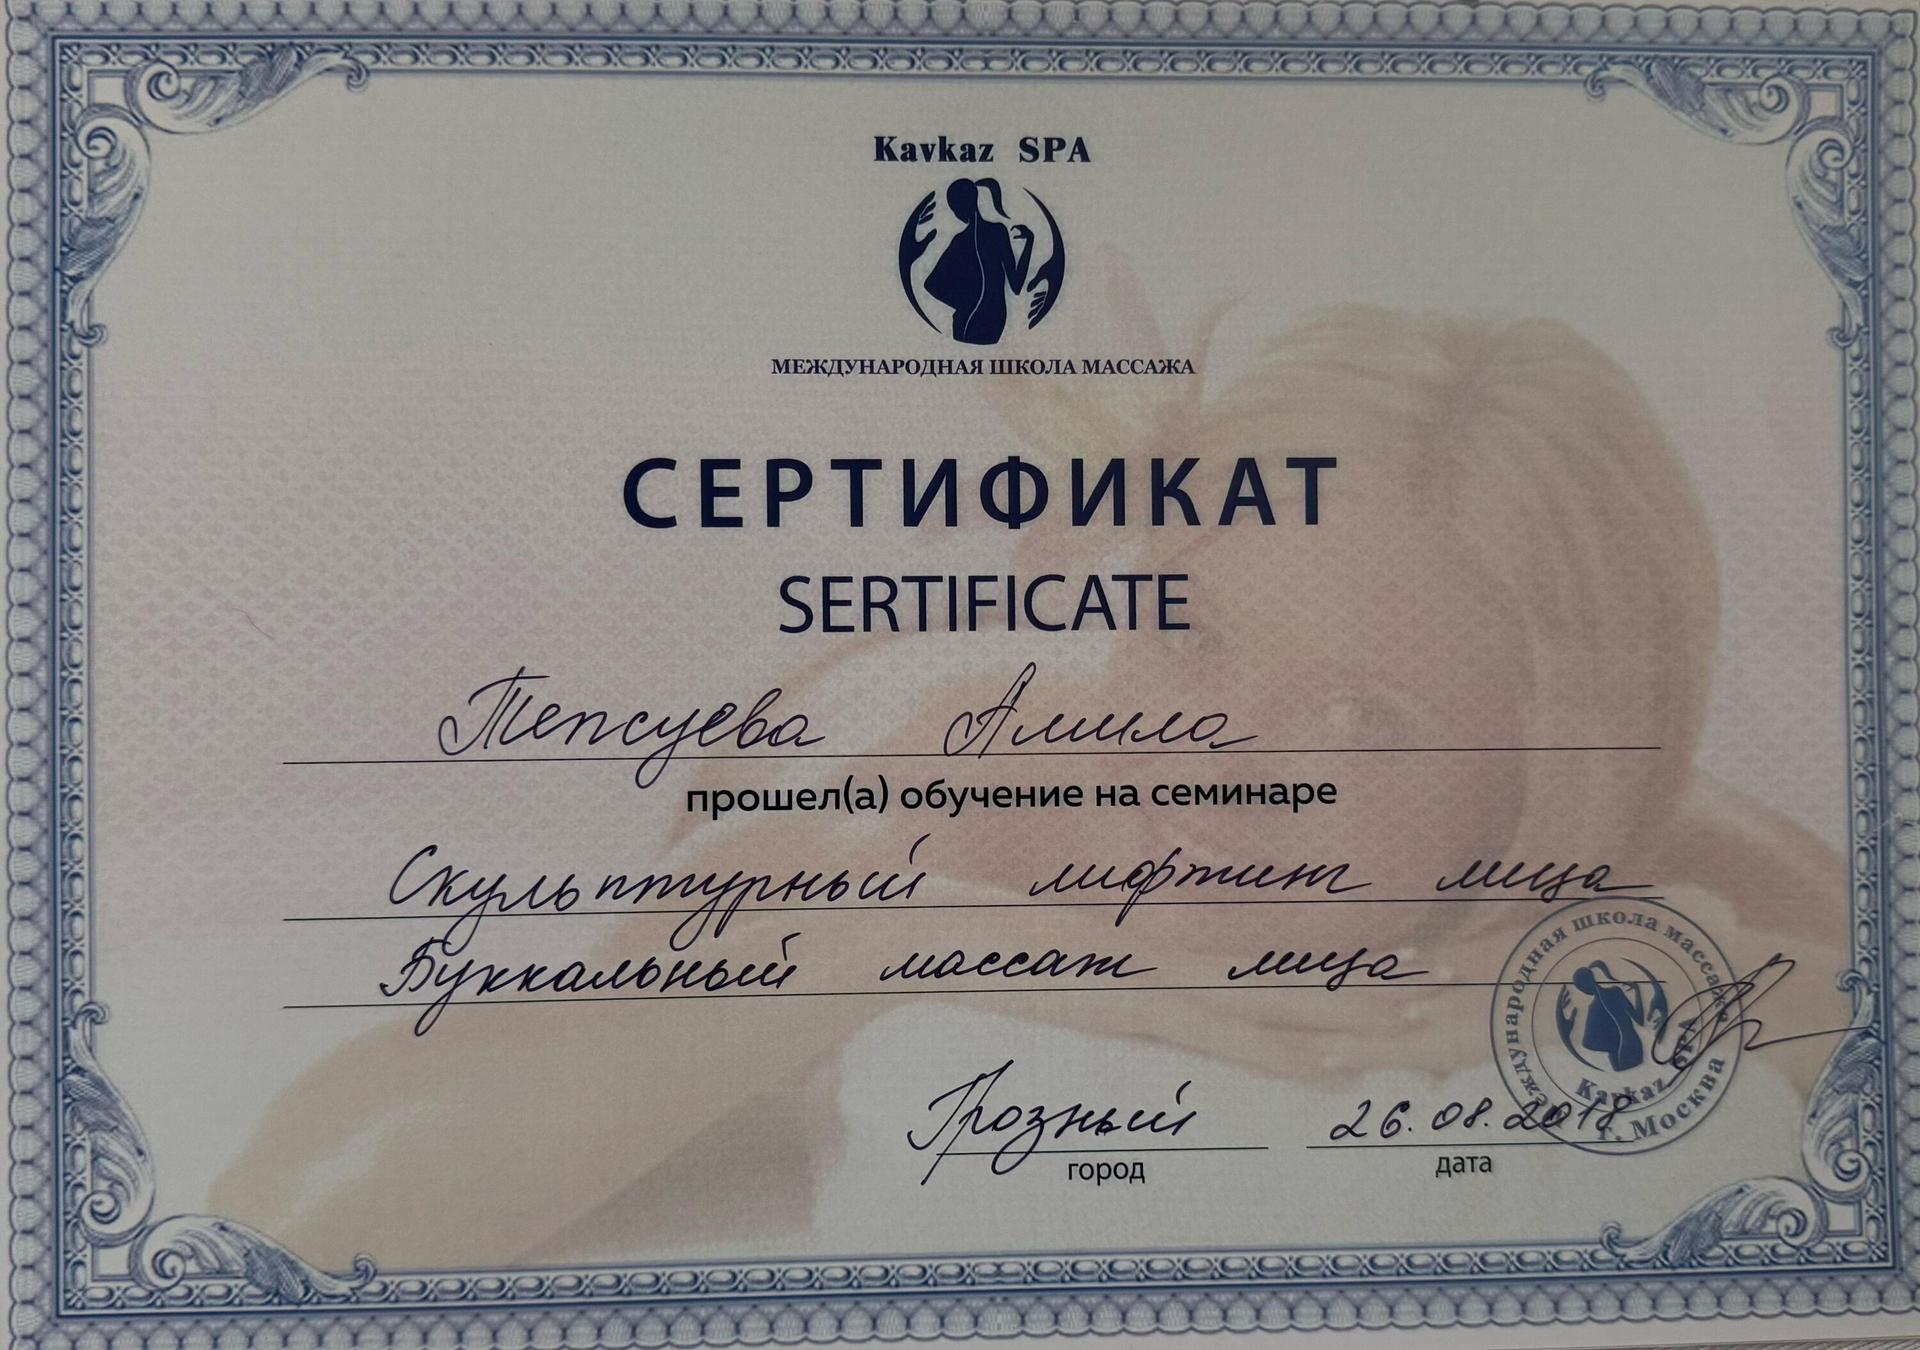 Kavkaz SPA
МЕЖДУНАРОДНАЯ ШКОЛА МАССАЖА
СЕРТИФИКАТ
SERTIFICATE
Тепсуева Амила
прошел(а) обучение на семинаре
Скульптурный лифтинг лица
Буккальный массаж лица
Международная школа массажа
Kavkaz SPA
г. Москва
Грозный 26.08.2018
город дата